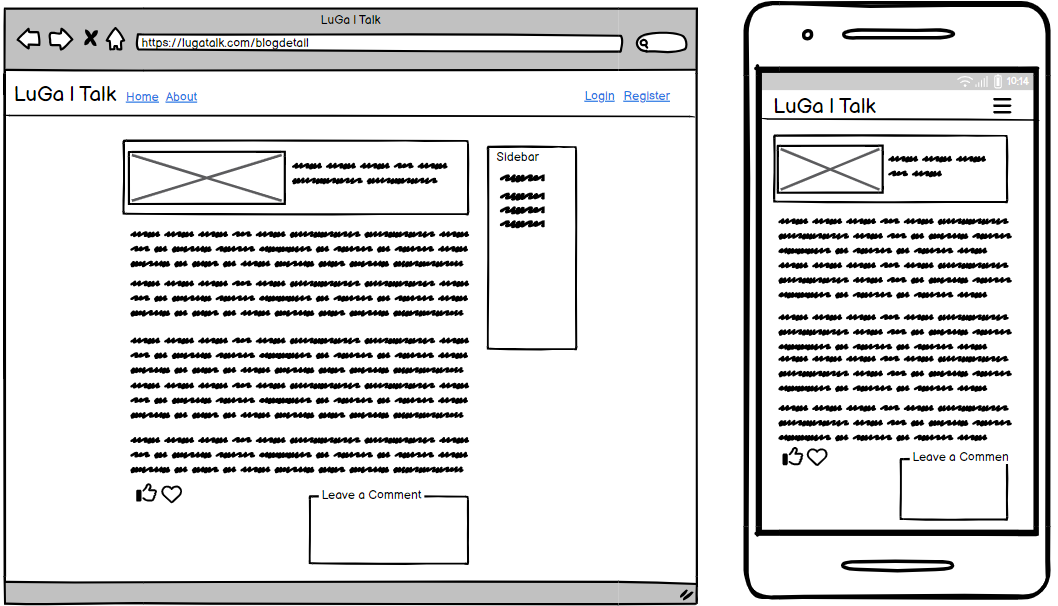 LuGa | Talk
https://lugatalk.com/blogdetail
LuGa | Talk Home About Login Register
Sidebar
Leave a Comment
10:14
LuGa | Talk
Leave a Commen